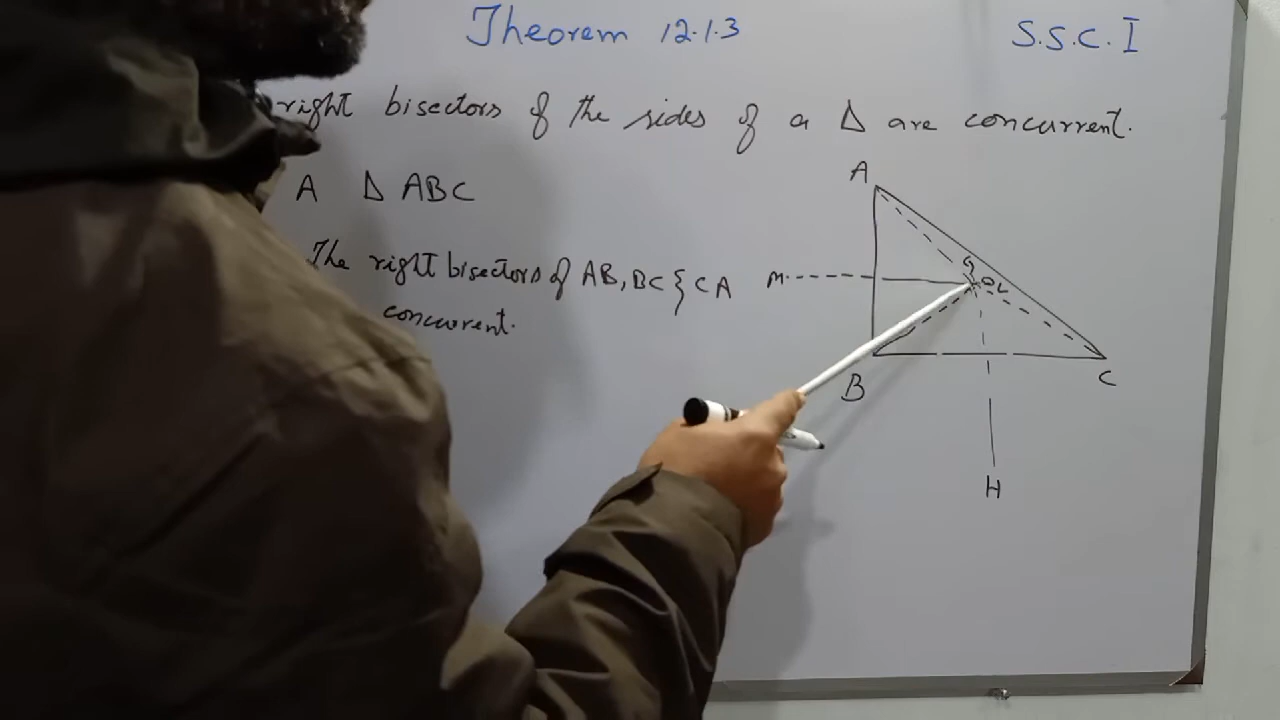 Theorem 12.1.3
S.S.C. I
right bisectors of the sides of a Δ are concurrent.
A Δ ABC
The right bisectors of AB, BC & CA
concurrent.
A
M
O
L
B
C
H